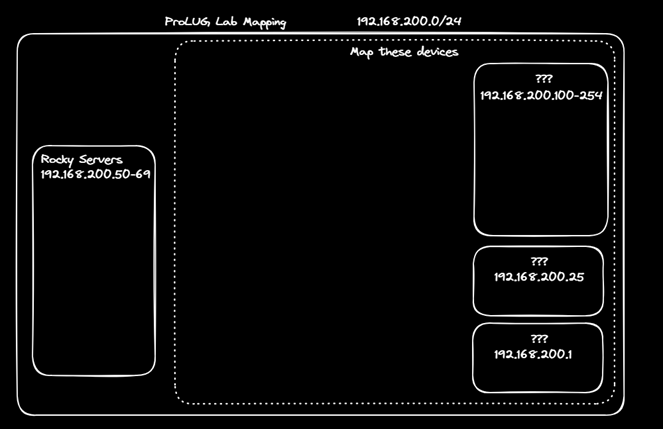 ProLUG Lab Mapping 192.168.200.0/24
Map these devices
???
192.168.200.100-254
Rocky Servers
192.168.200.50-69
???
192.168.200.25
???
192.168.200.1